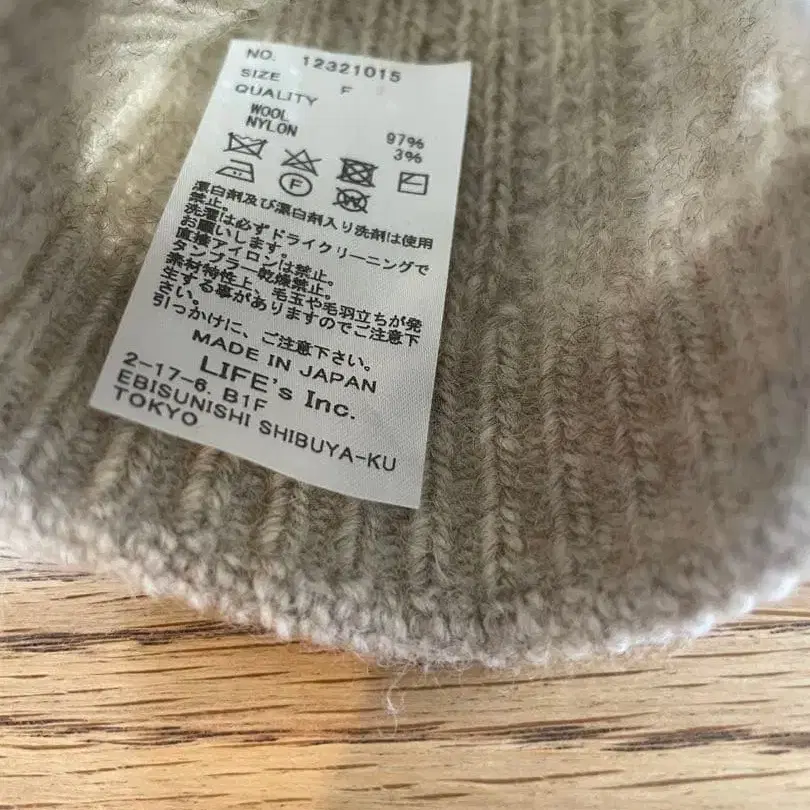 NO. 12321015
SIZE F
QUALITY
WOOL 97%
NYLON 3%
F
W
漂白剤及び漂白剤入り洗剤は使用
禁止。
洗濯は必ずドライクリーニングで
お願いします。
直接アイロンは禁止。
タンブラー乾燥禁止。
素材特性上、毛玉や毛羽立ちが発
生する事がありますのでご注意下
さい。
引っかけに、ご注意下さい。
MADE IN JAPAN
LIFE's Inc.
2-17-6. B1F
EBISUNISHI SHIBUYA-KU
TOKYO